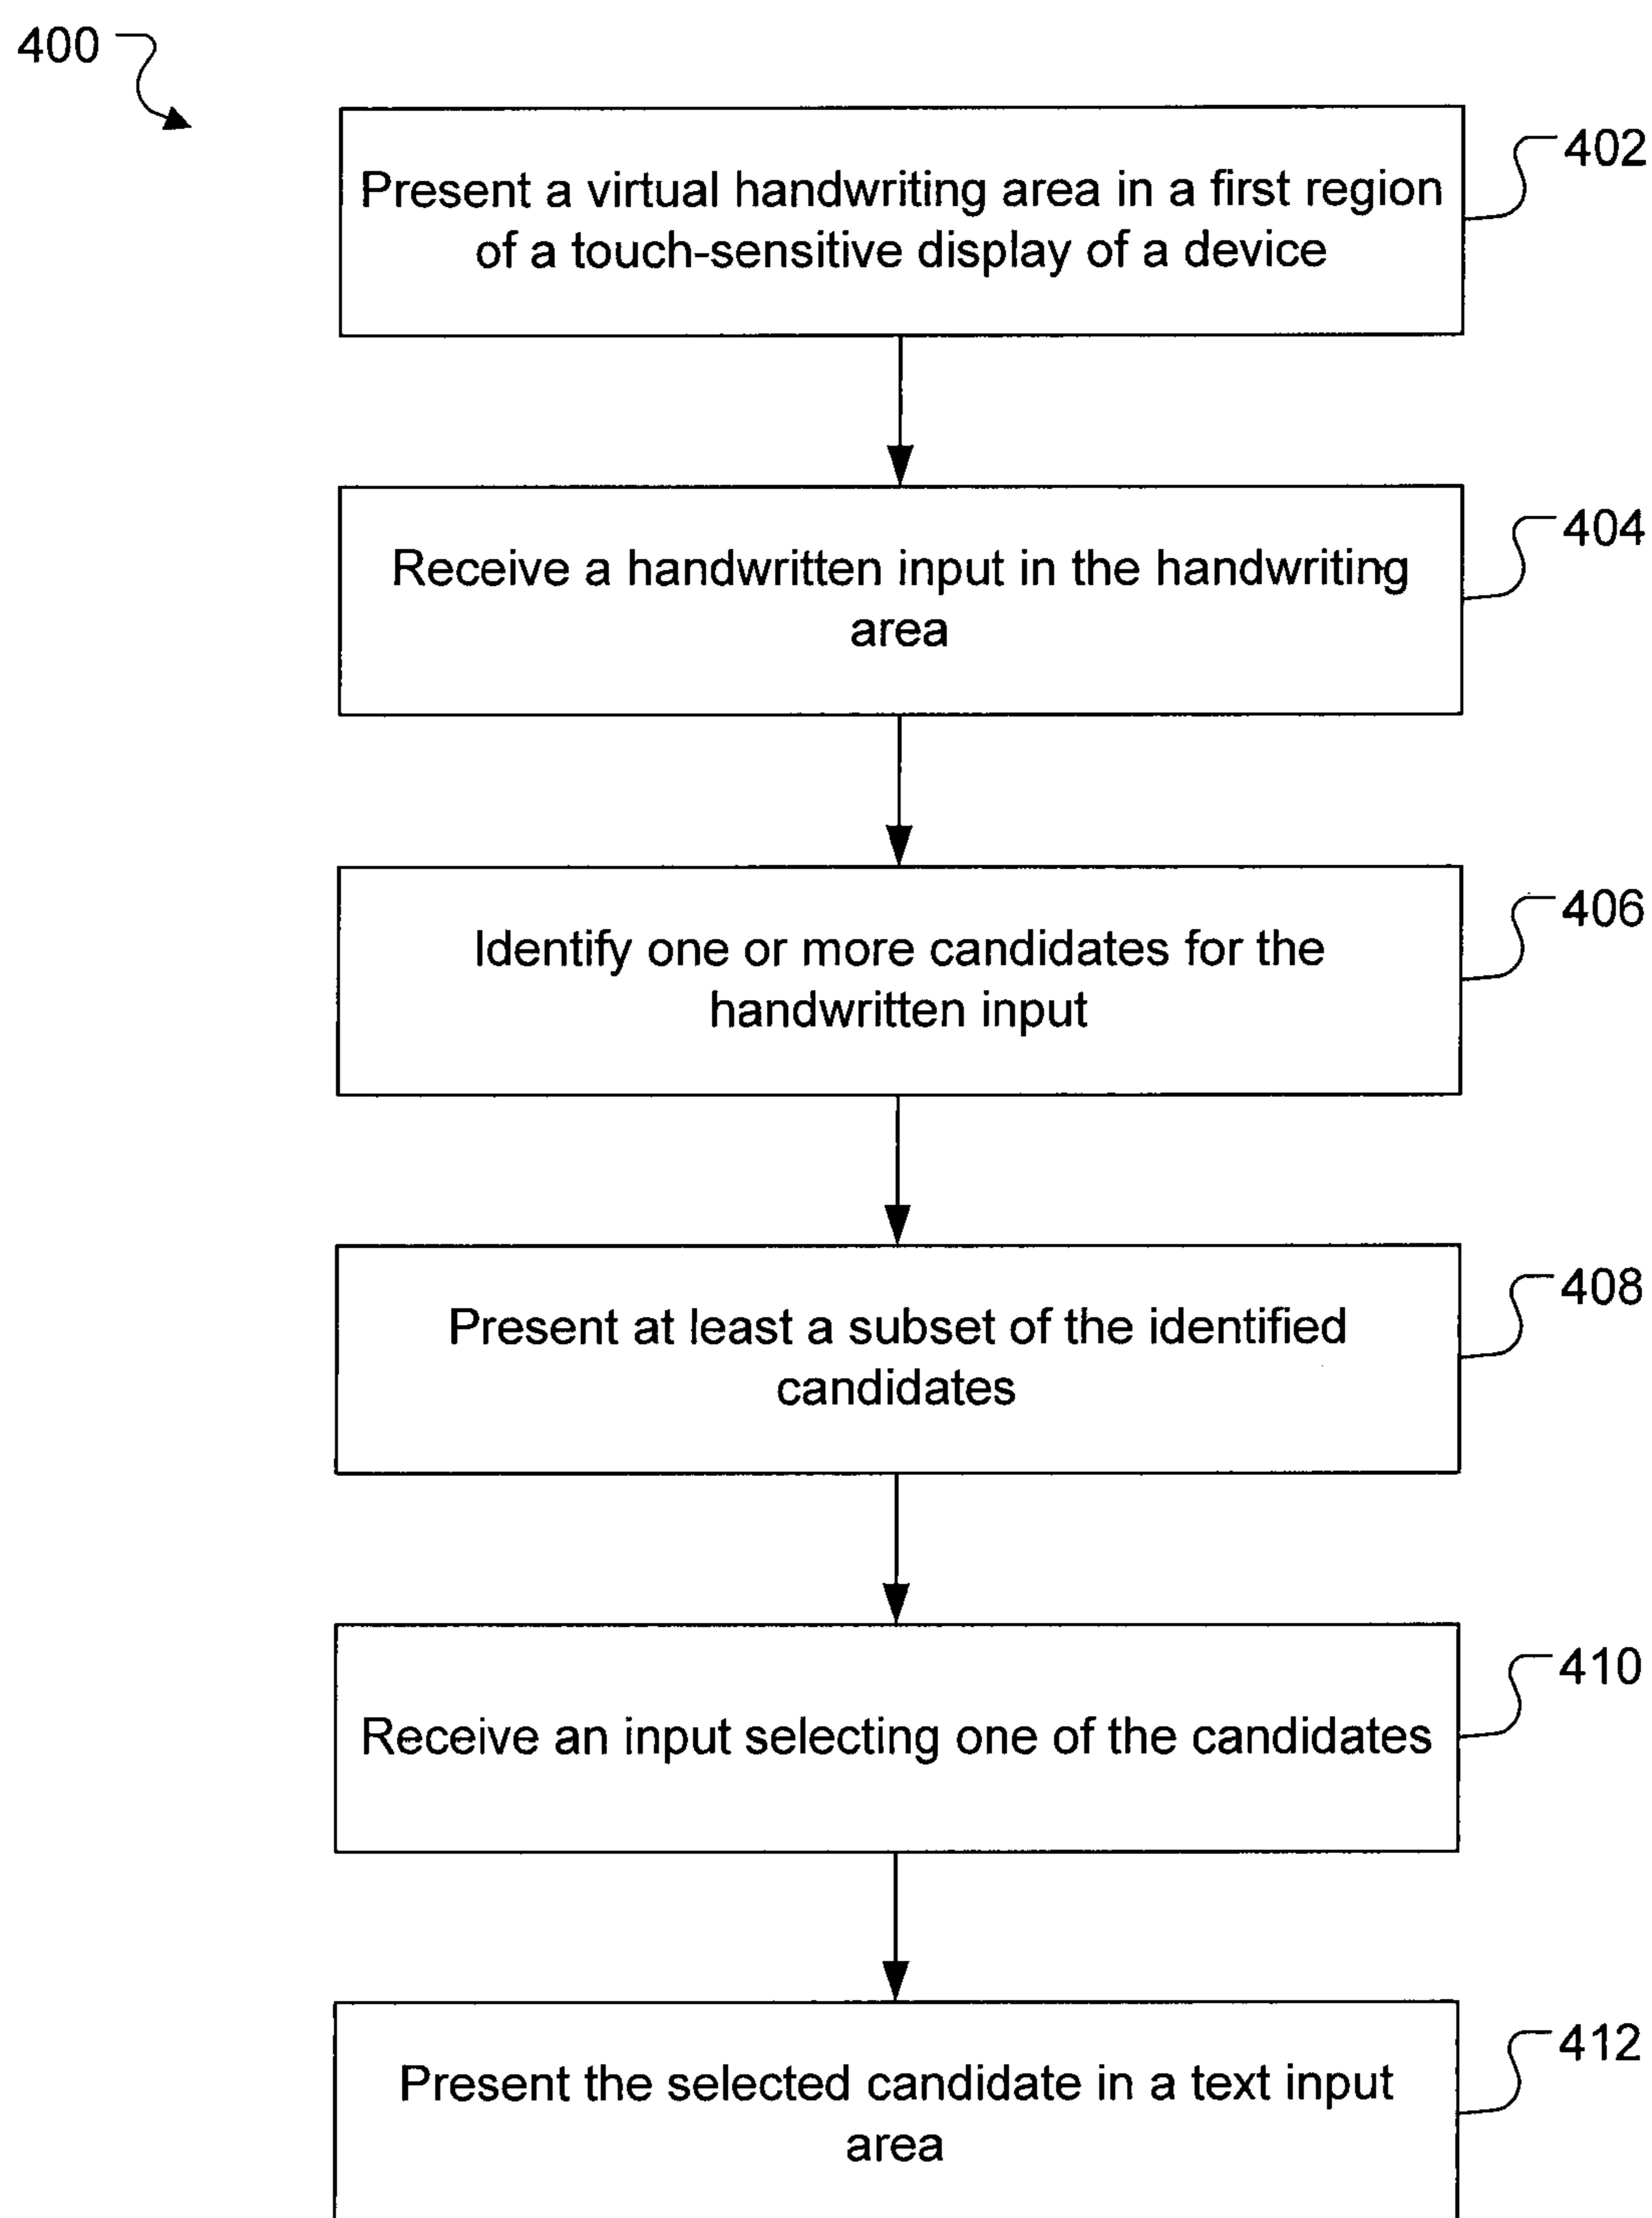 400
Present a virtual handwriting area in a first region
of a touch-sensitive display of a device
402
Receive a handwritten input in the handwriting
area
404
Identify one or more candidates for the
handwritten input
406
Present at least a subset of the identified
candidates
408
Receive an input selecting one of the candidates
410
Present the selected candidate in a text input
area
412